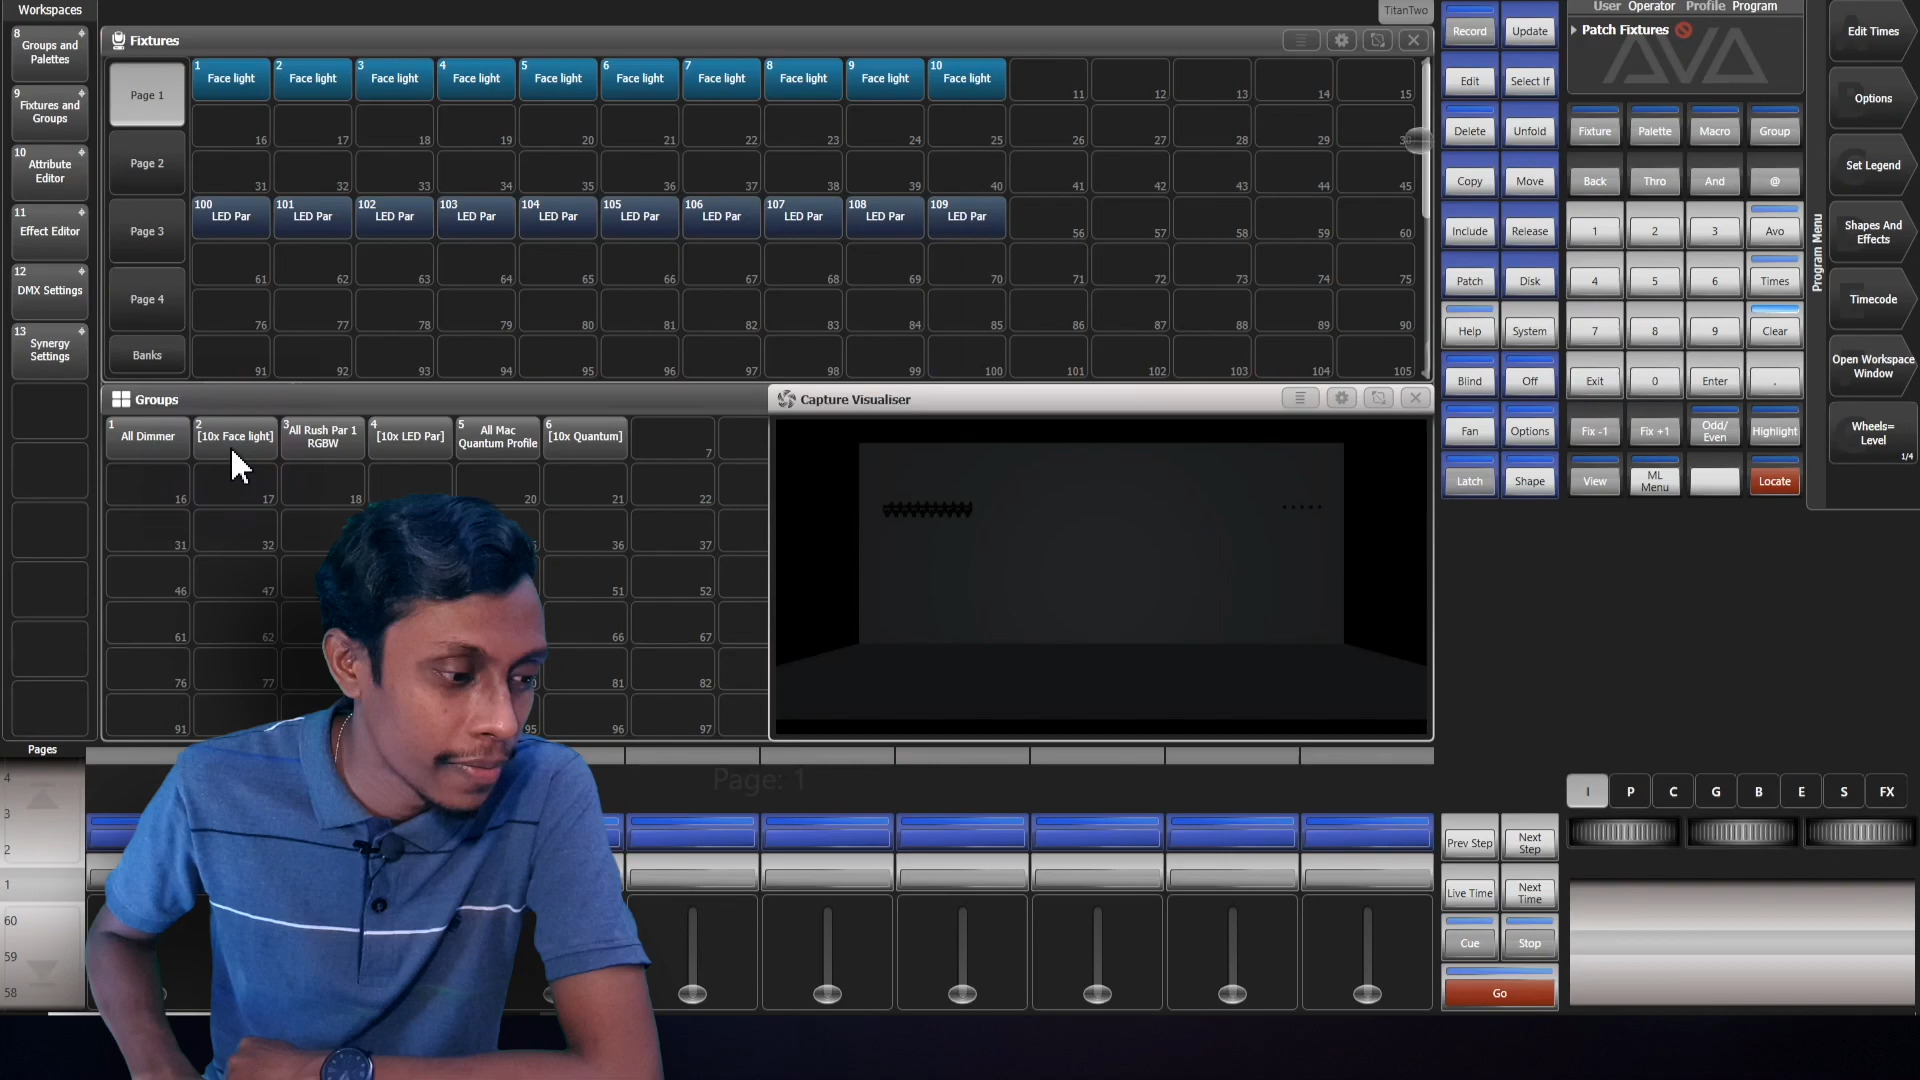 Workspaces
8
Groups and
Palettes
9
Fixtures and
Groups
10
Attribute
Editor
11
Effect Editor
12
DMX Settings
13
Synergy
Settings
Pages
4
3
2
1
60
59
58
Fixtures
TitanTwo
Page 1
Page 2
Page 3
Page 4
Banks
1 2 3 4 5 6 7 8 9 10
Face light Face light Face light Face light Face light Face light Face light Face light Face light Face light
11 12 13 14 15
16 17 18 19 20 21 22 23 24 25 26 27 28 29
31 32 33 34 35 36 37 38 39 40 41 42 43 44 45
100 101 102 103 104 105 106 107 108 109
LED Par LED Par LED Par LED Par LED Par LED Par LED Par LED Par LED Par LED Par
56 57 58 59 60
61 62 63 64 65 66 67 68 69 70 71 72 73 74 75
76 77 78 79 80 81 82 83 84 85 86 87 88 89 90
91 92 93 94 95 96 97 98 99 100 101 102 103 104 105
Groups
1 2 3 4 5 6
All Dimmer [10x Face light] All Rush Par 1 [10x LED Par] All Mac [10x Quantum]
RGBW Quantum Profile
7
16 17 18 20 21 22
31 32 36 37
46 47 51 52
61 62 66 67
76 77 81 82
91 95 96 97
Capture Visualiser
Page: 1
Record Update
Edit Select If
Delete Unfold
Copy Move
Include Release
Patch Disk
Help System
Blind Off
Fan Options
Latch Shape
User Operator Profile Program
Patch Fixtures
AVO
Fixture Palette Macro Group
Back Thro And @
1 2 3 Avo
4 5 6 Times
7 8 9 Clear
Exit 0 Enter .
Fix -1 Fix +1 Odd/
Even Highlight
View ML
Menu Locate
Program Menu
Edit Times
Options
Set Legend
Shapes And
Effects
Timecode
Open Workspace
Window
Wheels=
Level
1/4
I P C G B E S FX
Prev Step Next
Step
Live Time Next
Time
Cue Stop
Go